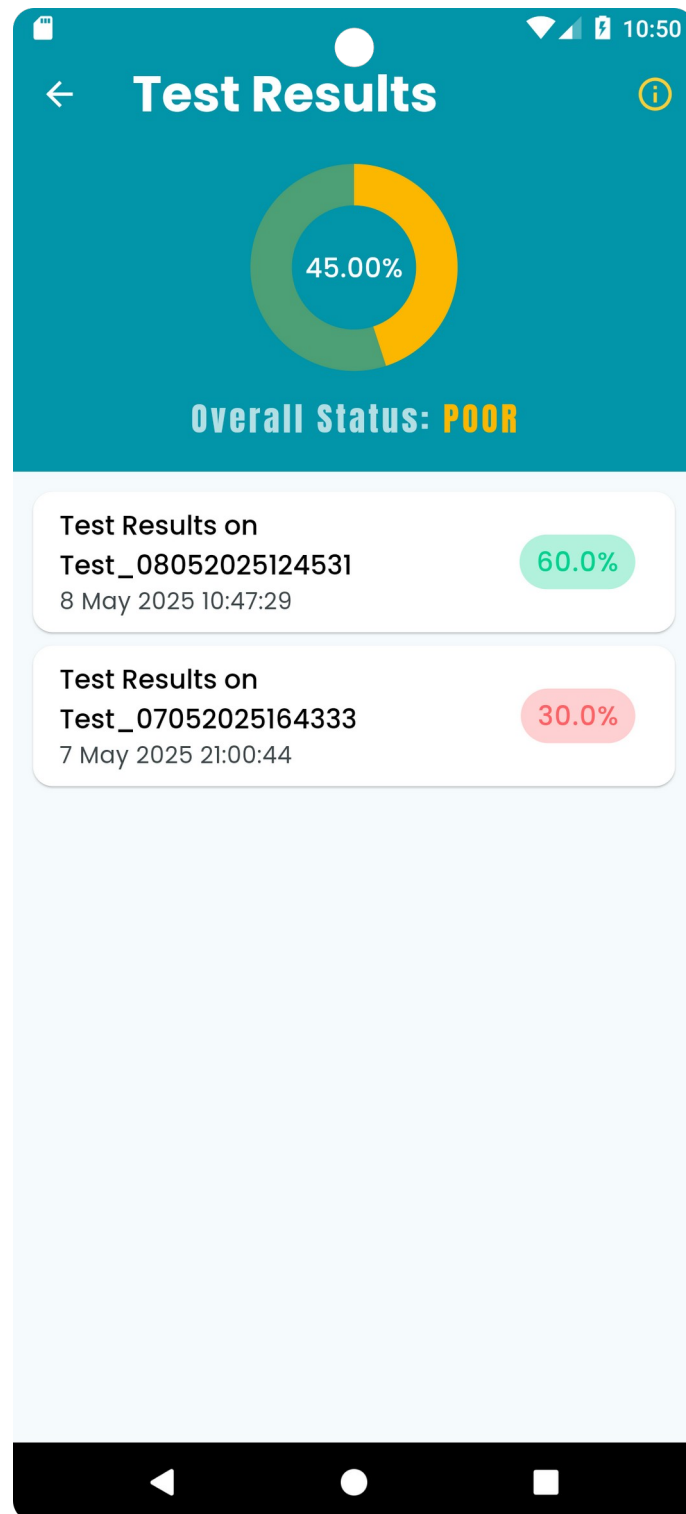 10:50
Test Results
45.00%
Overall Status: POOR
Test Results on
Test_08052025124531
8 May 2025 10:47:29
60.0%
Test Results on
Test_07052025164333
7 May 2025 21:00:44
30.0%